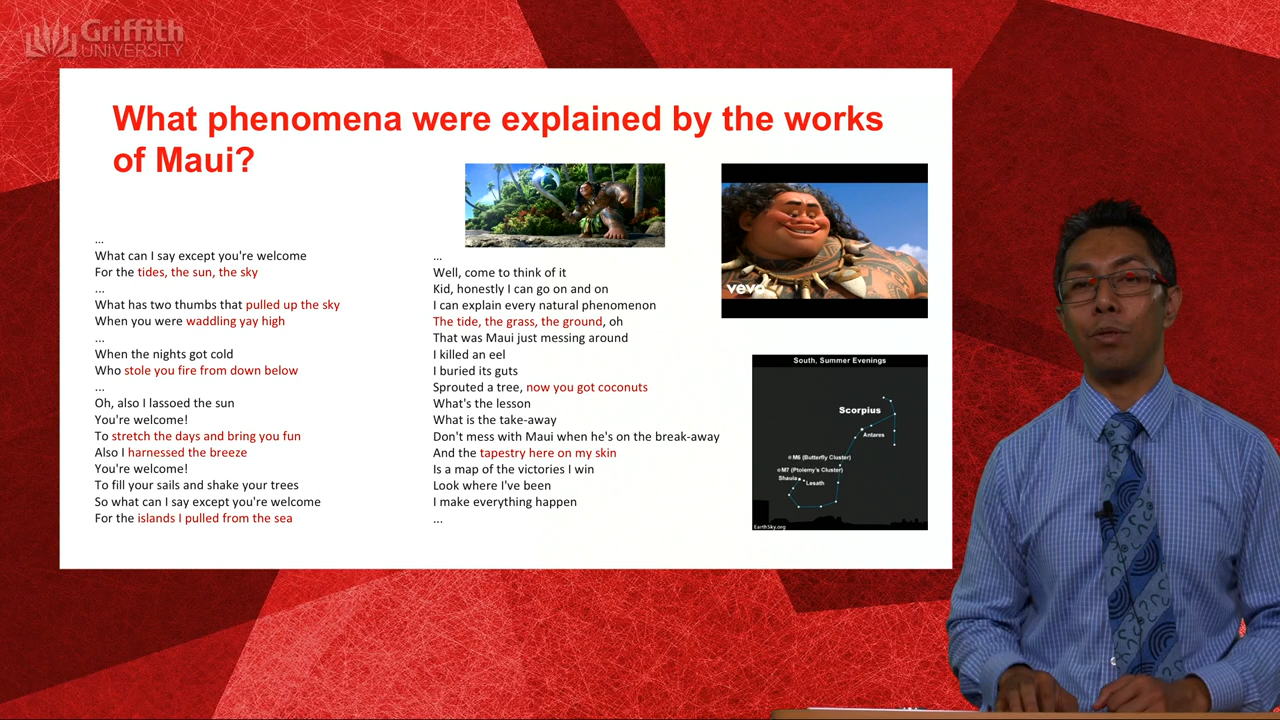 Griffith
UNIVERSITY
What phenomena were explained by the works
of Maui?
...
What can I say except you're welcome
For the tides, the sun, the sky
...
What has two thumbs that pulled up the sky
When you were waddling yay high
...
When the nights got cold
Who stole you fire from down below
...
Oh, also I lassoed the sun
You're welcome!
To stretch the days and bring you fun
Also I harnessed the breeze
You're welcome!
To fill your sails and shake your trees
So what can I say except you're welcome
For the islands I pulled from the sea
...
Well, come to think of it
Kid, honestly I can go on and on
I can explain every natural phenomenon
The tide, the grass, the ground, oh
That was Maui just messing around
I killed an eel
I buried its guts
Sprouted a tree, now you got coconuts
What's the lesson
What is the take-away
Don't mess with Maui when he's on the break-away
And the tapestry here on my skin
Is a map of the victories I win
Look where I've been
I make everything happen
...
vevo
South, Summer Evenings
Scorpius
Antares
M6 (Butterfly Cluster)
M7 (Ptolemy's Cluster)
Shaula
Lesath
EarthSky.org